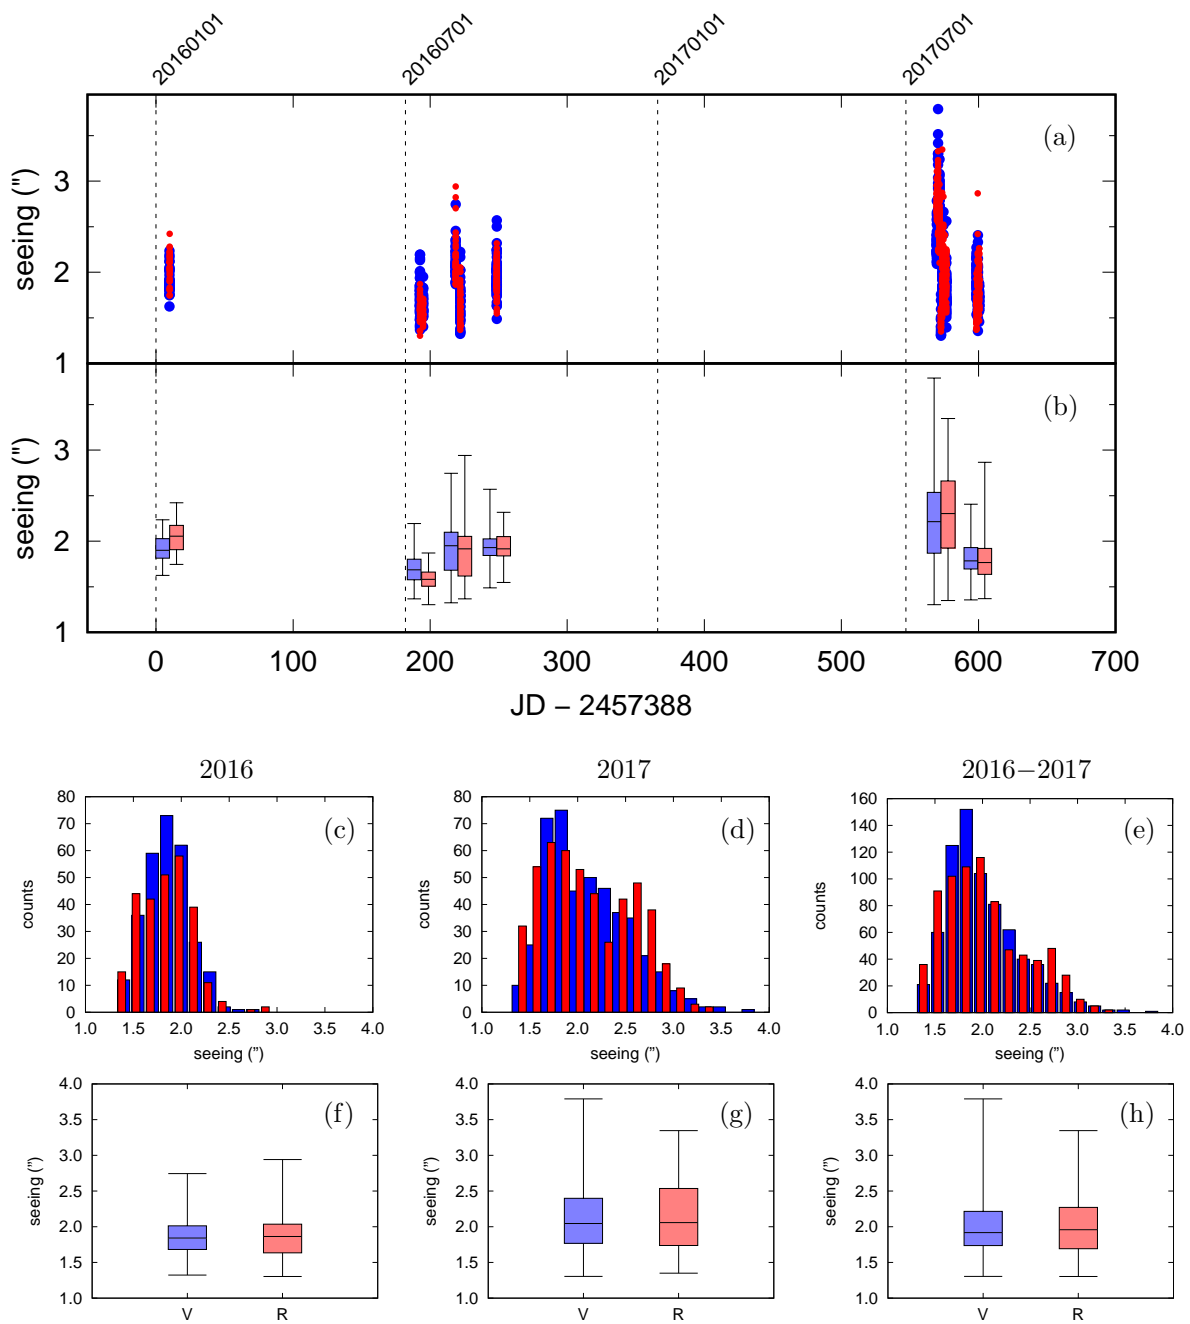 20160101 20160701 20170101 20170701
(a)
3
2
1
seeing (")
(b)
3
2
1
seeing (")
0 100 200 300 400 500 600 700
JD − 2457388
2016 2017 2016−2017
80 70 60 50 40 30 20 10 0
counts
(c)
1.0 1.5 2.0 2.5 3.0 3.5 4.0
seeing (")
80 70 60 50 40 30 20 10 0
counts
(d)
1.0 1.5 2.0 2.5 3.0 3.5 4.0
seeing (")
160 140 120 100 80 60 40 20 0
counts
(e)
1.0 1.5 2.0 2.5 3.0 3.5 4.0
seeing (")
4.0 3.5 3.0 2.5 2.0 1.5 1.0
seeing (")
(f)
V R
4.0 3.5 3.0 2.5 2.0 1.5 1.0
seeing (")
(g)
V R
4.0 3.5 3.0 2.5 2.0 1.5 1.0
seeing (")
(h)
V R